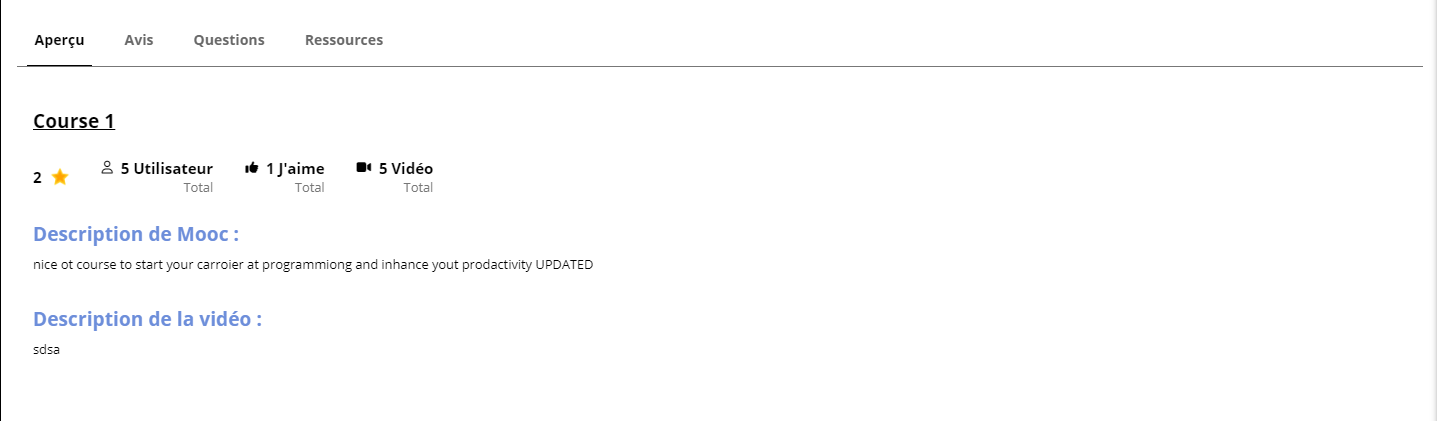 Aperçu Avis Questions Ressources
Course 1
2 5 Utilisateur 1 J'aime 5 Vidéo
Total Total Total
Description de Mooc :
nice ot course to start your carroier at programmiong and inhance yout prodactivity UPDATED
Description de la vidéo :
sdsa